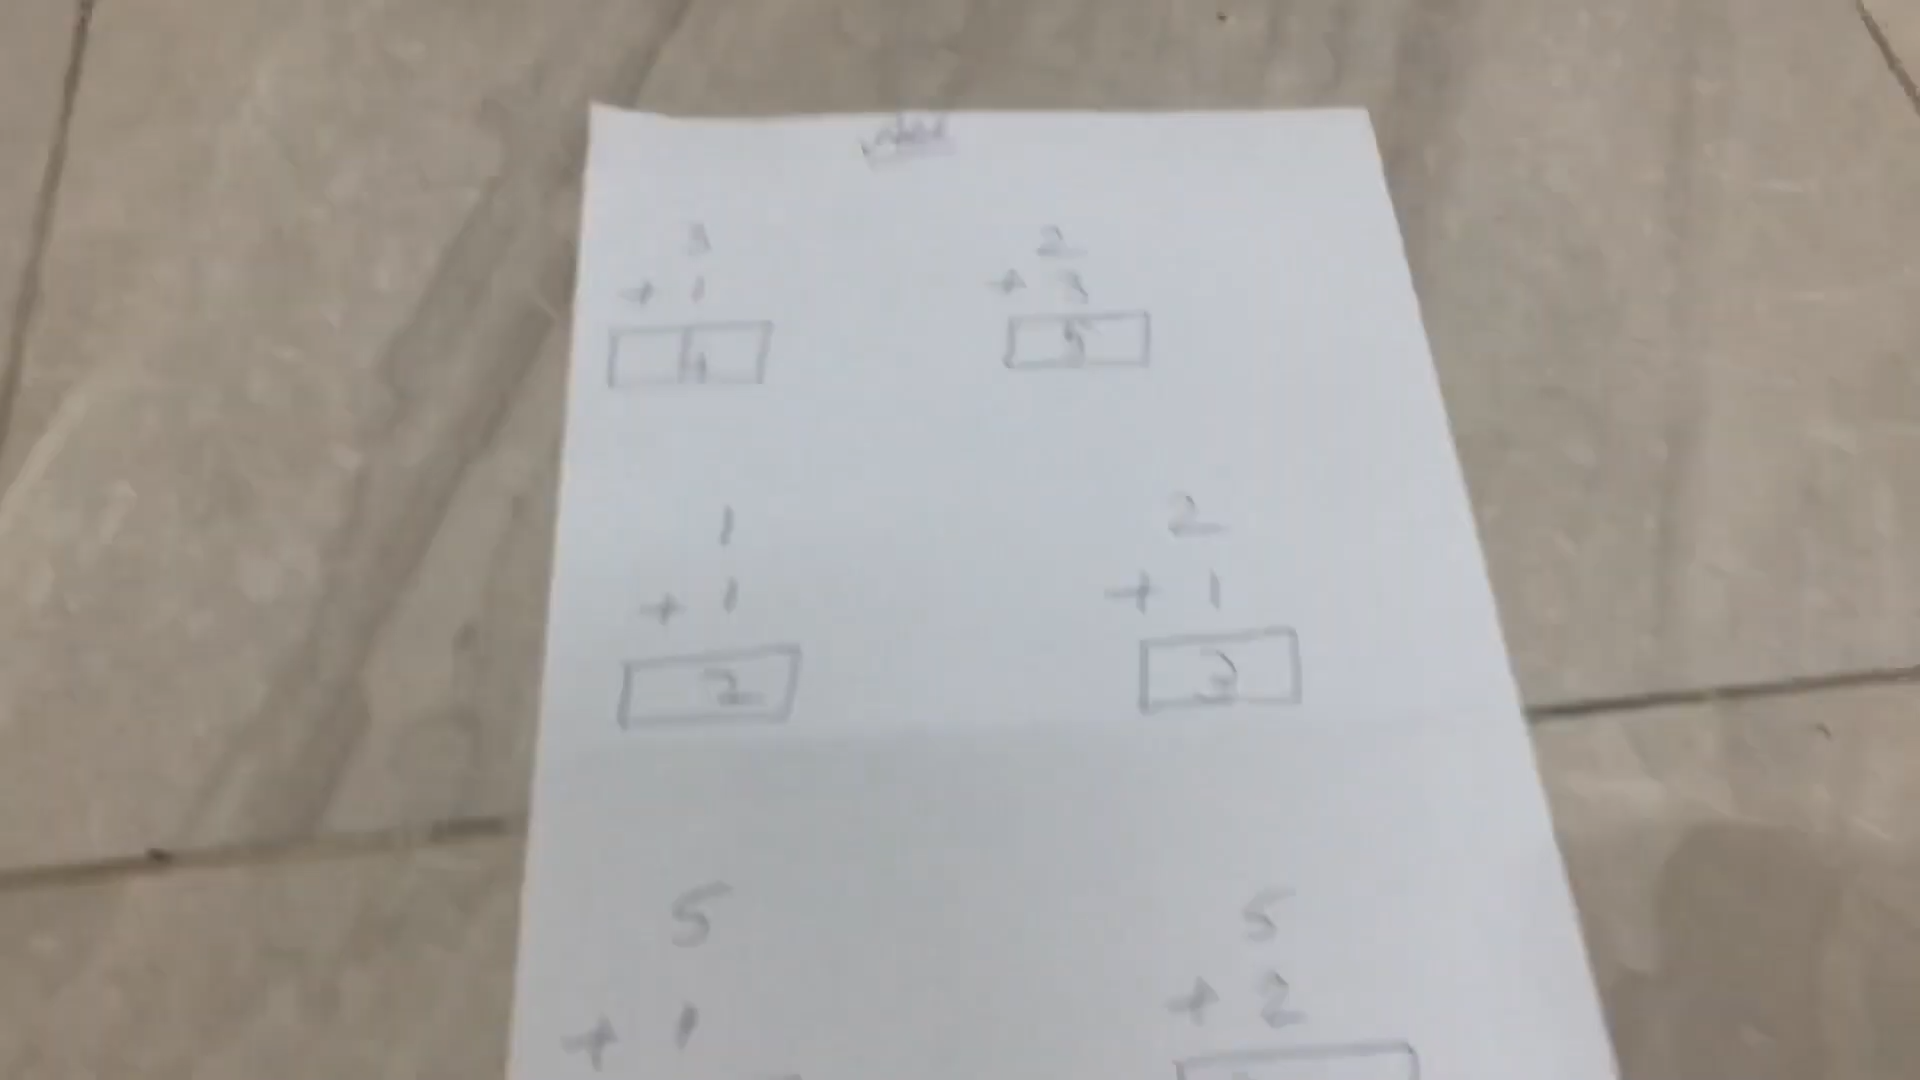 3 2
+ 1 + 3
4 5
1 2
+ 1 + 1
2 3
5 5
+ 1 + 2